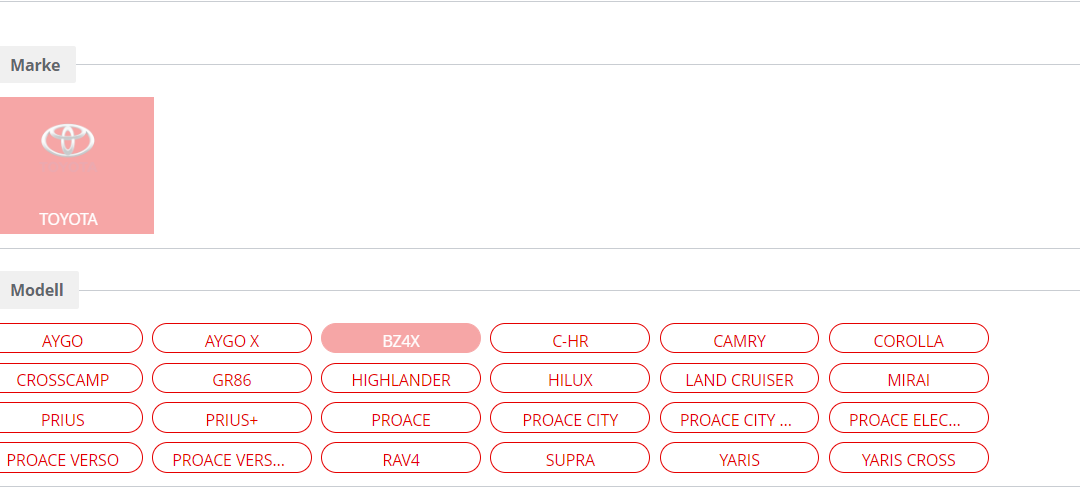 Marke
TOYOTA
Modell
AYGO AYGO X BZ4X C-HR CAMRY COROLLA
CROSSCAMP GR86 HIGHLANDER HILUX LAND CRUISER MIRAI
PRIUS PRIUS+ PROACE PROACE CITY PROACE CITY ... PROACE ELEC...
PROACE VERSO PROACE VERS... RAV4 SUPRA YARIS YARIS CROSS